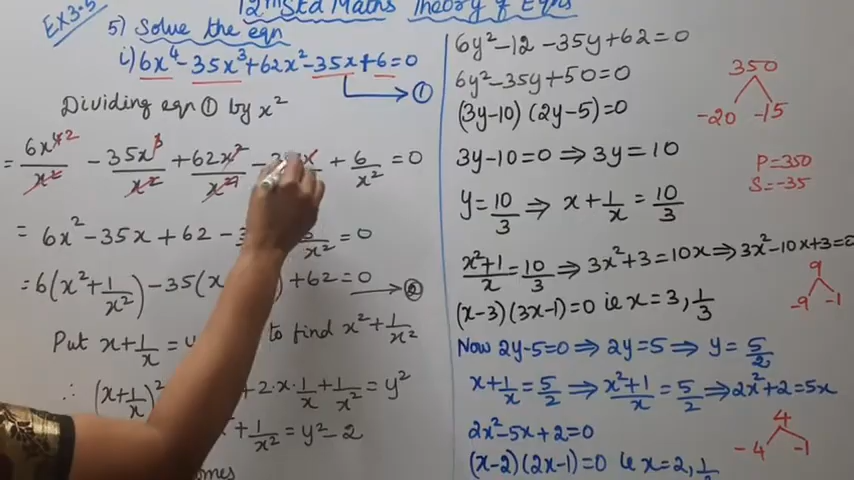 12th Std Maths Theory of Eqns
EX 3.5
5) Solve the eqn
i) 6x⁴ - 35x³ + 62x² - 35x + 6 = 0
→ ①
Dividing eqn ① by x²
= 6x⁴/x² - 35x³/x² + 62x²/x² - x + 6/x² = 0
= 6x² - 35x + 62 - /x² = 0
= 6(x² + 1/x²) - 35(x ) + 62 = 0
Put x + 1/x = to find x² + 1/x²
∴ (x + 1/x)² + 2·x·1/x + 1/x² = y²
+ 1/x² = y² - 2
6y² - 12 - 35y + 62 = 0
6y² - 35y + 50 = 0
(3y - 10) (2y - 5) = 0
3y - 10 = 0 ⇒ 3y = 10
y = 10/3 ⇒ x + 1/x = 10/3
x² + 1/x = 10/3 ⇒ 3x² + 3 = 10x ⇒ 3x² - 10x + 3 =
(x - 3) (3x - 1) = 0 ie x = 3, 1/3
Now 2y - 5 = 0 ⇒ 2y = 5 ⇒ y = 5/2
x + 1/x = 5/2 ⇒ x² + 1/x = 5/2 ⇒ 2x² + 2 = 5x
2x² - 5x + 2 = 0
(x - 2) (2x - 1) = 0 ie x = 2, 1/2
350
-20 -15
P = 350
S = -35
9
-9 -1
4
-4 -1